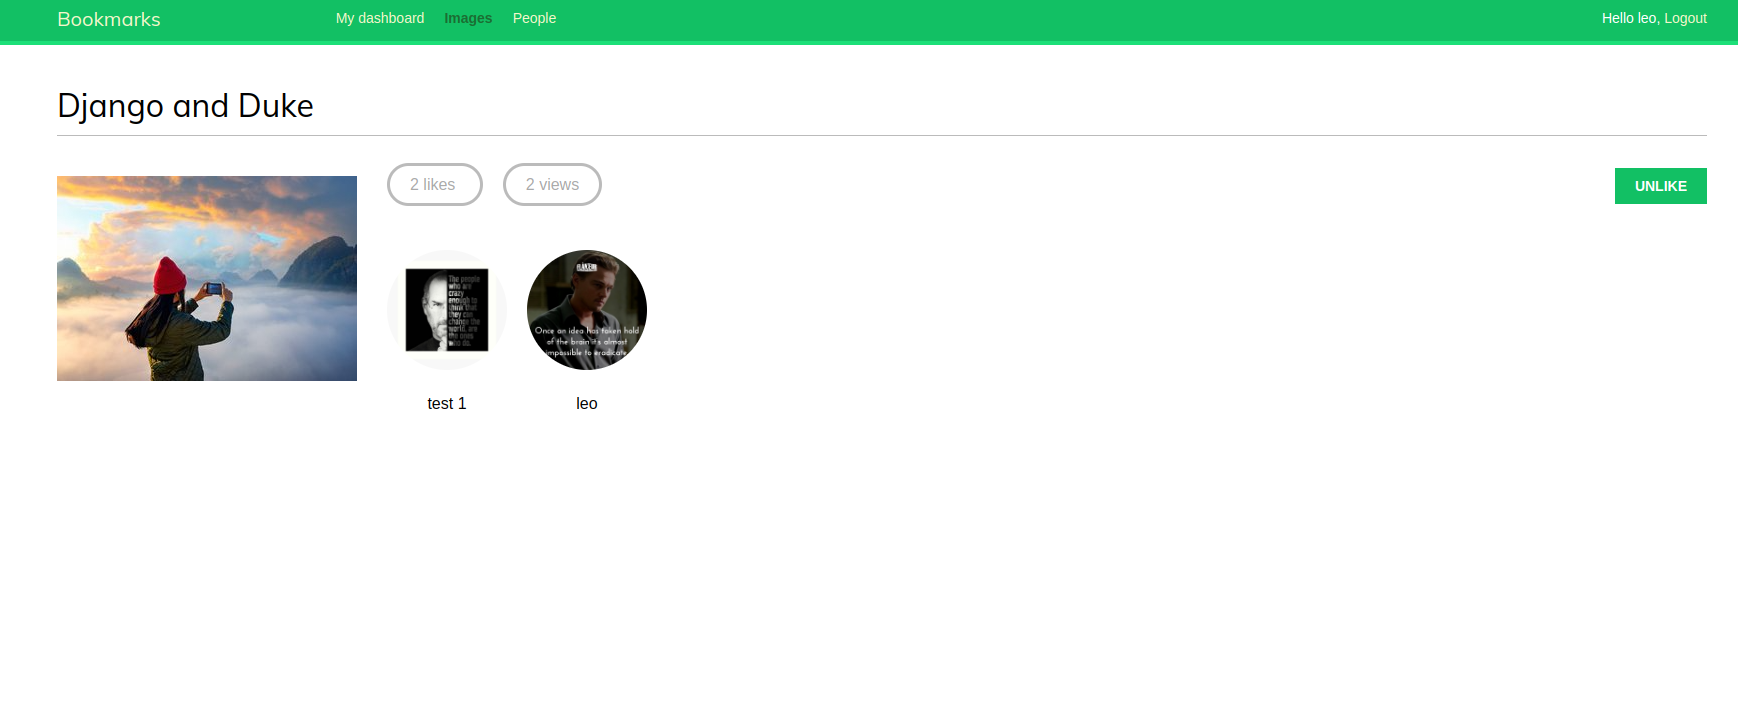 Bookmarks
My dashboard Images People
Hello leo, Logout
Django and Duke
2 likes
2 views
UNLIKE
The people
who are
crazy
enough to
think that
they can
change the
world, are
the ones
who do.
Once an idea has taken hold
of the brain it's almost
impossible to eradicate
test 1
leo